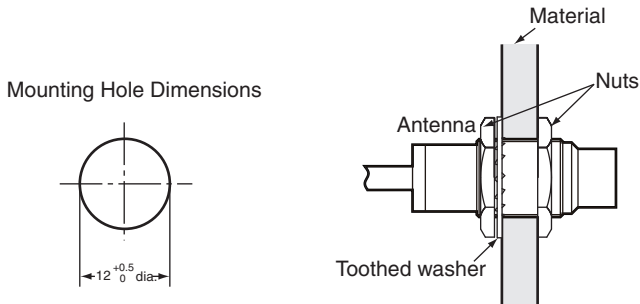 Material
Mounting Hole Dimensions
Nuts
Antenna
12 +0.5 0 dia.
Toothed washer